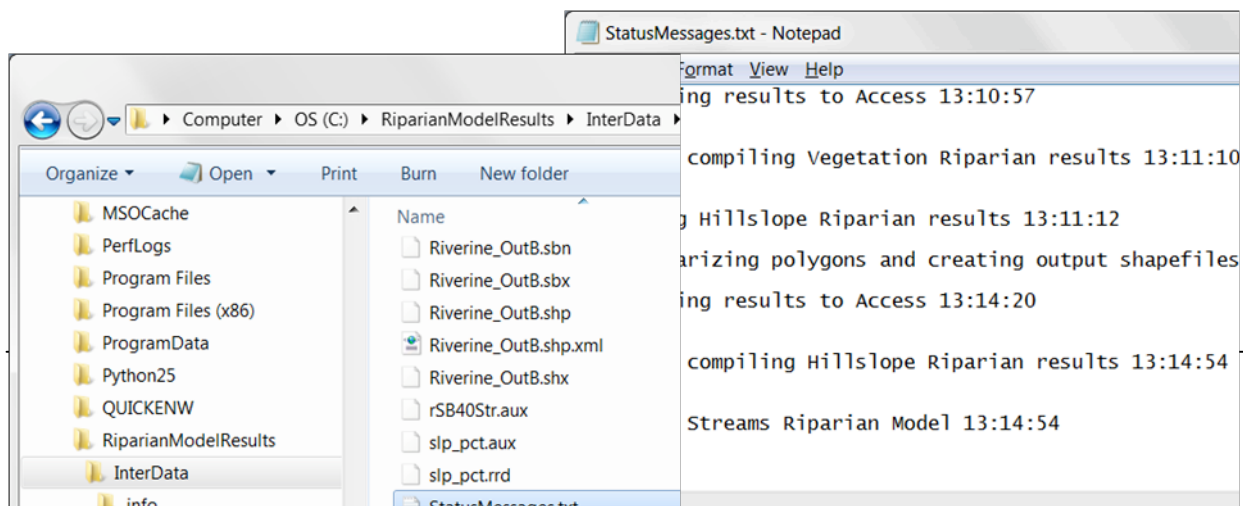 StatusMessages.txt - Notepad
Format View Help
ing results to Access 13:10:57
compiling Vegetation Riparian results 13:11:10
g Hillslope Riparian results 13:11:12
arizing polygons and creating output shapefiles
ing results to Access 13:14:20
compiling Hillslope Riparian results 13:14:54
Streams Riparian Model 13:14:54
Computer OS (C:) RiparianModelResults InterData
Organize Open Print Burn New folder
MSOCache
PerfLogs
Program Files
Program Files (x86)
ProgramData
Python25
QUICKENW
RiparianModelResults
InterData
info
Name
Riverine_OutB.sbn
Riverine_OutB.sbx
Riverine_OutB.shp
Riverine_OutB.shp.xml
Riverine_OutB.shx
rSB40Str.aux
slp_pct.aux
slp_pct.rrd
StatusMessages.txt